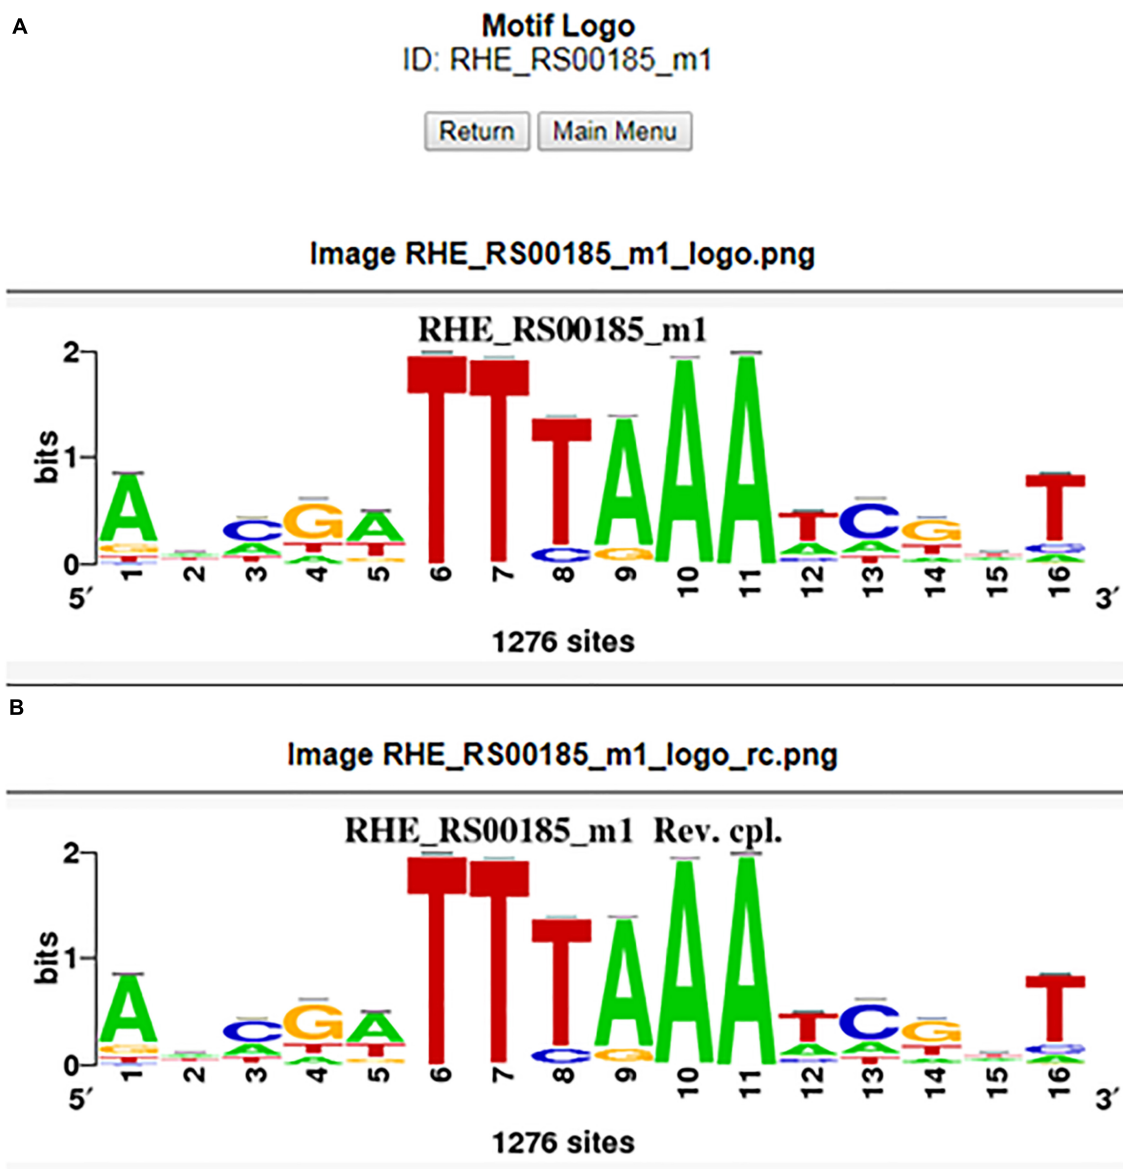 A
Motif Logo
ID: RHE_RS00185_m1
Return Main Menu
Image RHE_RS00185_m1_logo.png
RHE_RS00185_m1
2
1
0
bits
A C G A T T T A A A T C G T
G A T T C G A A T C
T T A G C T A A
1 2 3 4 5 6 7 8 9 10 11 12 13 14 15 16
5′ 3′
1276 sites
B
Image RHE_RS00185_m1_logo_rc.png
RHE_RS00185_m1 Rev. cpl.
2
1
0
bits
A C G A T T T A A A T C G T
G A T T C G A A T C
T T A G C T A A
1 2 3 4 5 6 7 8 9 10 11 12 13 14 15 16
5′ 3′
1276 sites